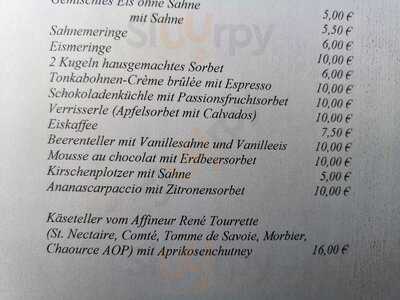 Gemischtes Eis ohne Sahne
mit Sahne 5,00 €
Sahnemeringe 5,50 €
Eismeringe 6,00 €
2 Kugeln hausgemachtes Sorbet 10,00 €
Tonkabohnen-Crème brûlée mit Espresso 6,00 €
Schokoladenküchle mit Passionsfruchtsorbet 10,00 €
Verrisserle (Apfelsorbet mit Calvados) 10,00 €
Eiskaffee 10,00 €
Beerenteller mit Vanillesahne und Vanilleeis 7,50 €
Mousse au chocolat mit Erdbeersorbet 10,00 €
Kirschenplotzer mit Sahne 10,00 €
Ananascarpaccio mit Zitronensorbet 5,00 €
10,00 €
Käseteller vom Affineur René Tourrette
(St. Nectaire, Comté, Tomme de Savoie, Morbier,
Chaource AOP) mit Aprikosenchutney 16,00 €